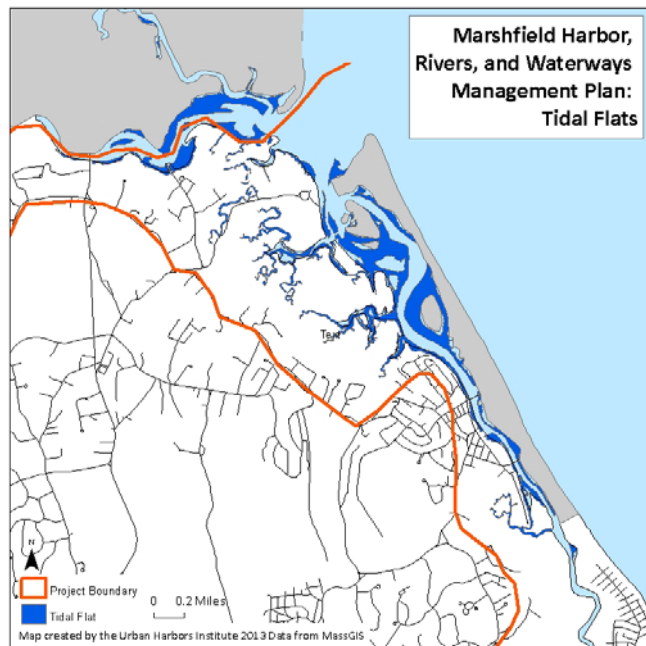 Marshfield Harbor,
Rivers, and Waterways
Management Plan:
Tidal Flats
Text
N
Project Boundary
Tidal Flat
0 0.2 Miles
Map created by the Urban Harbors Institute 2013 Data from MassGIS